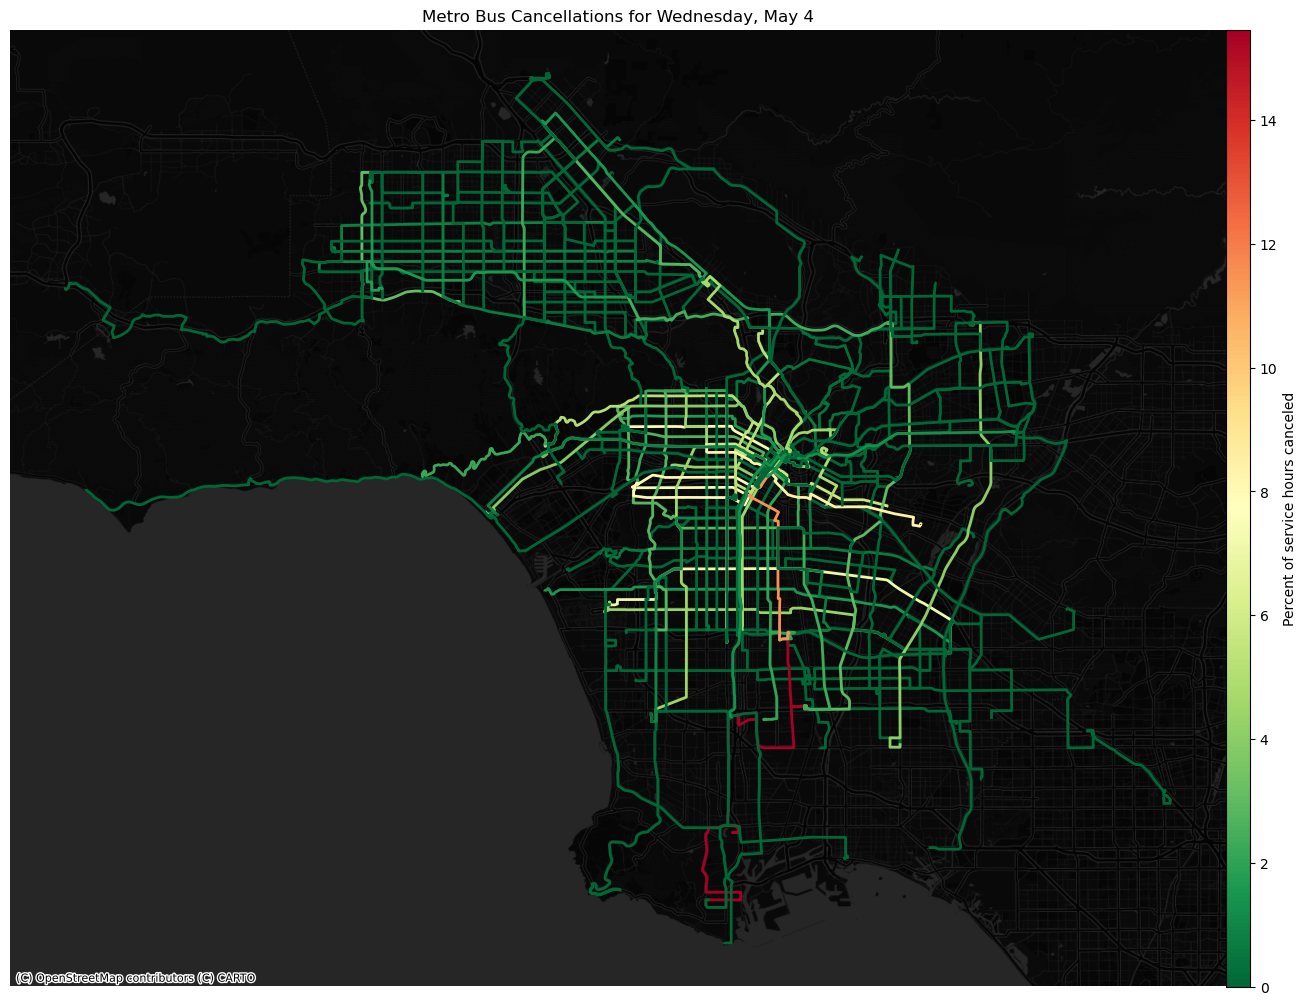 Metro Bus Cancellations for Wednesday, May 4
14
12
10
8
6
4
2
0
Percent of service hours canceled
(C) OpenStreetMap contributors (C) CARTO